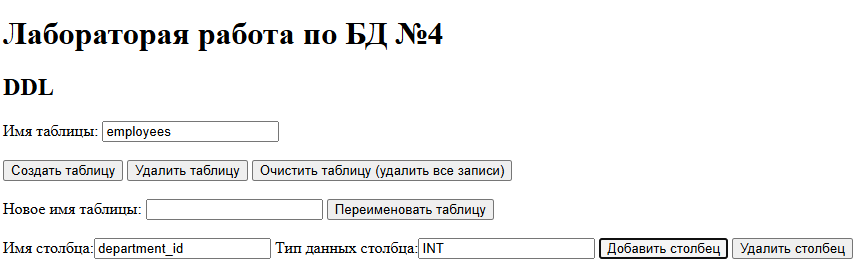 Лабораторая работа по БД №4
DDL
Имя таблицы: employees
Создать таблицу Удалить таблицу Очистить таблицу (удалить все записи)
Новое имя таблицы: Переименовать таблицу
Имя столбца: department_id Тип данных столбца: INT Добавить столбец Удалить столбец